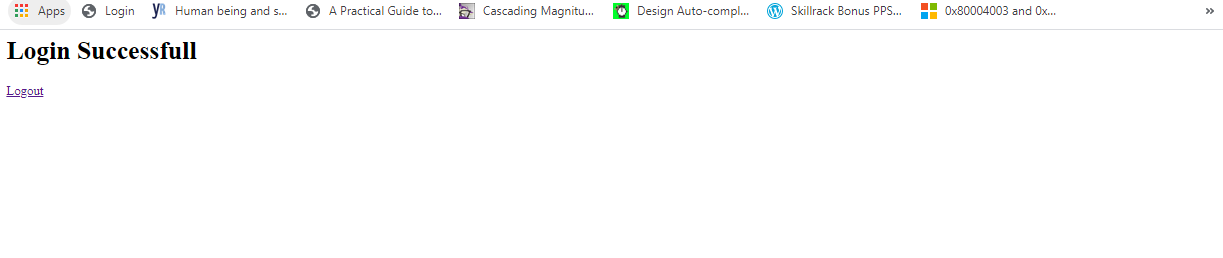 Apps Login yR Human being and s... A Practical Guide to... Cascading Magnitu... Design Auto-compl... Skillrack Bonus PPS... 0x80004003 and 0x... »
Login Successfull
Logout